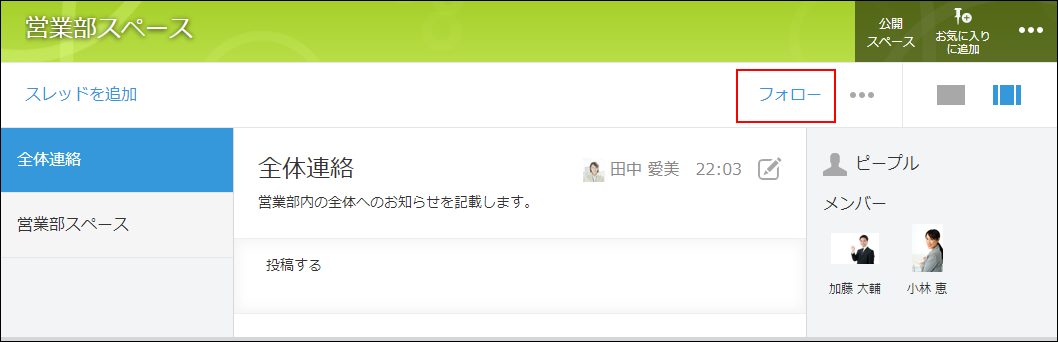 営業部スペース
公開
スペース
お気に入り
に追加
スレッドを追加
フォロー
全体連絡
営業部スペース
全体連絡
田中 愛美 22:03
営業部内の全体へのお知らせを記載します。
投稿する
ピープル
メンバー
加藤 大輔
小林 恵